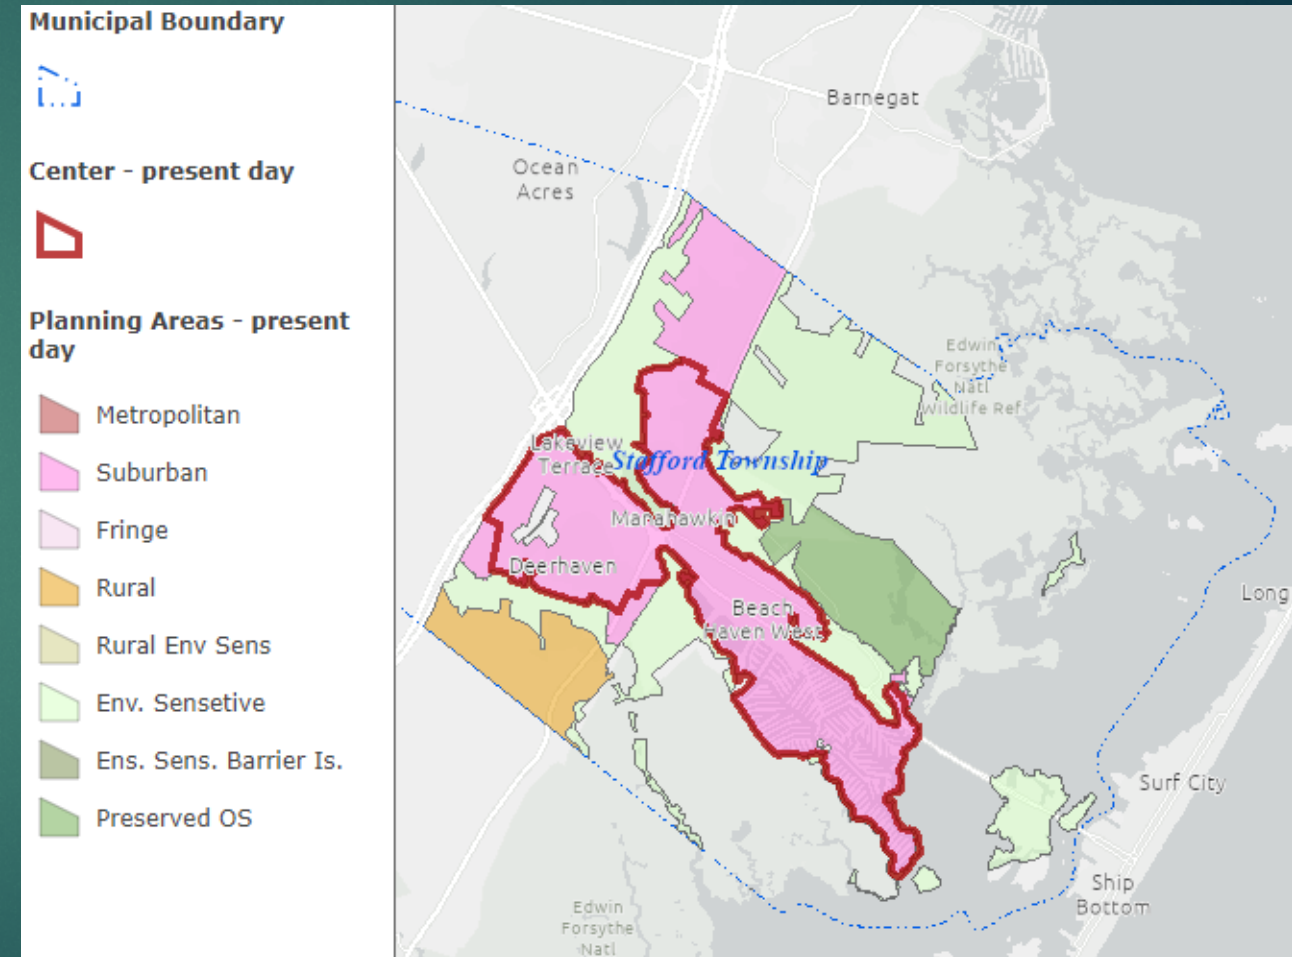 Municipal Boundary
Center - present day
Planning Areas - present
day
Metropolitan
Suburban
Fringe
Rural
Rural Env Sens
Env. Sensetive
Ens. Sens. Barrier Is.
Preserved OS
Barnegat
Ocean
Acres
Edwin
Forsythe
Natl
Wildlife Ref
Lakeview
Terrace
Stafford Township
Manahawkin
Deerhaven
Beach
Haven West
Long
Surf City
Ship
Bottom
Edwin
Forsythe
Natl